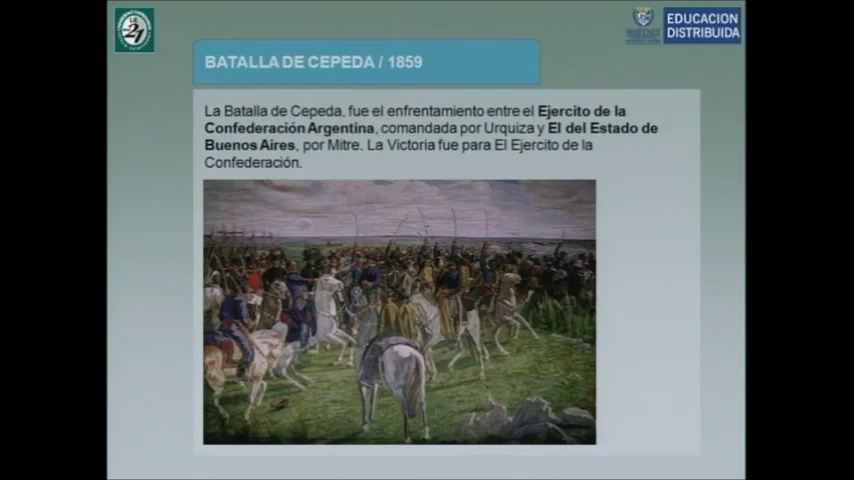 21
EDUCACION
DISTRIBUIDA
BATALLA DE CEPEDA / 1859
La Batalla de Cepeda, fue el enfrentamiento entre el Ejercito de la
Confederación Argentina, comandada por Urquiza y El del Estado de
Buenos Aires, por Mitre. La Victoria fue para El Ejercito de la
Confederación.